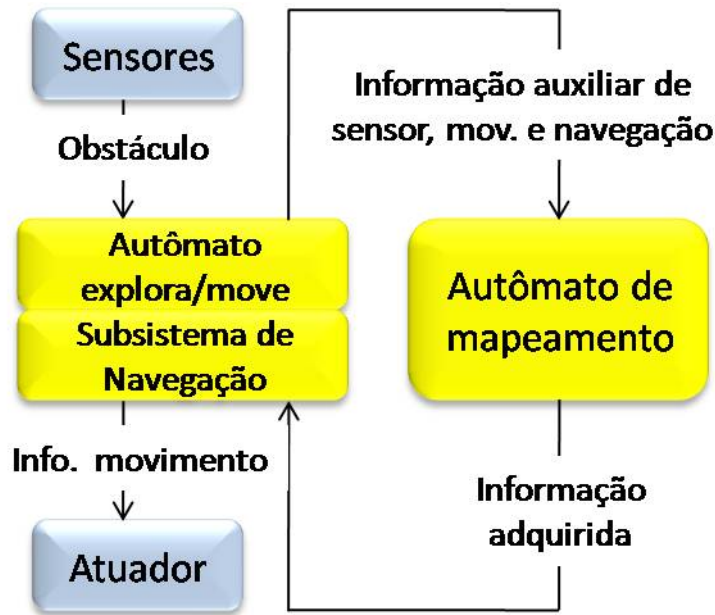 Sensores
Obstáculo
Autômato
explora/move
Subsistema de
Navegação
Info. movimento
Atuador
Informação auxiliar de
sensor, mov. e navegação
Autômato de
mapeamento
Informação
adquirida